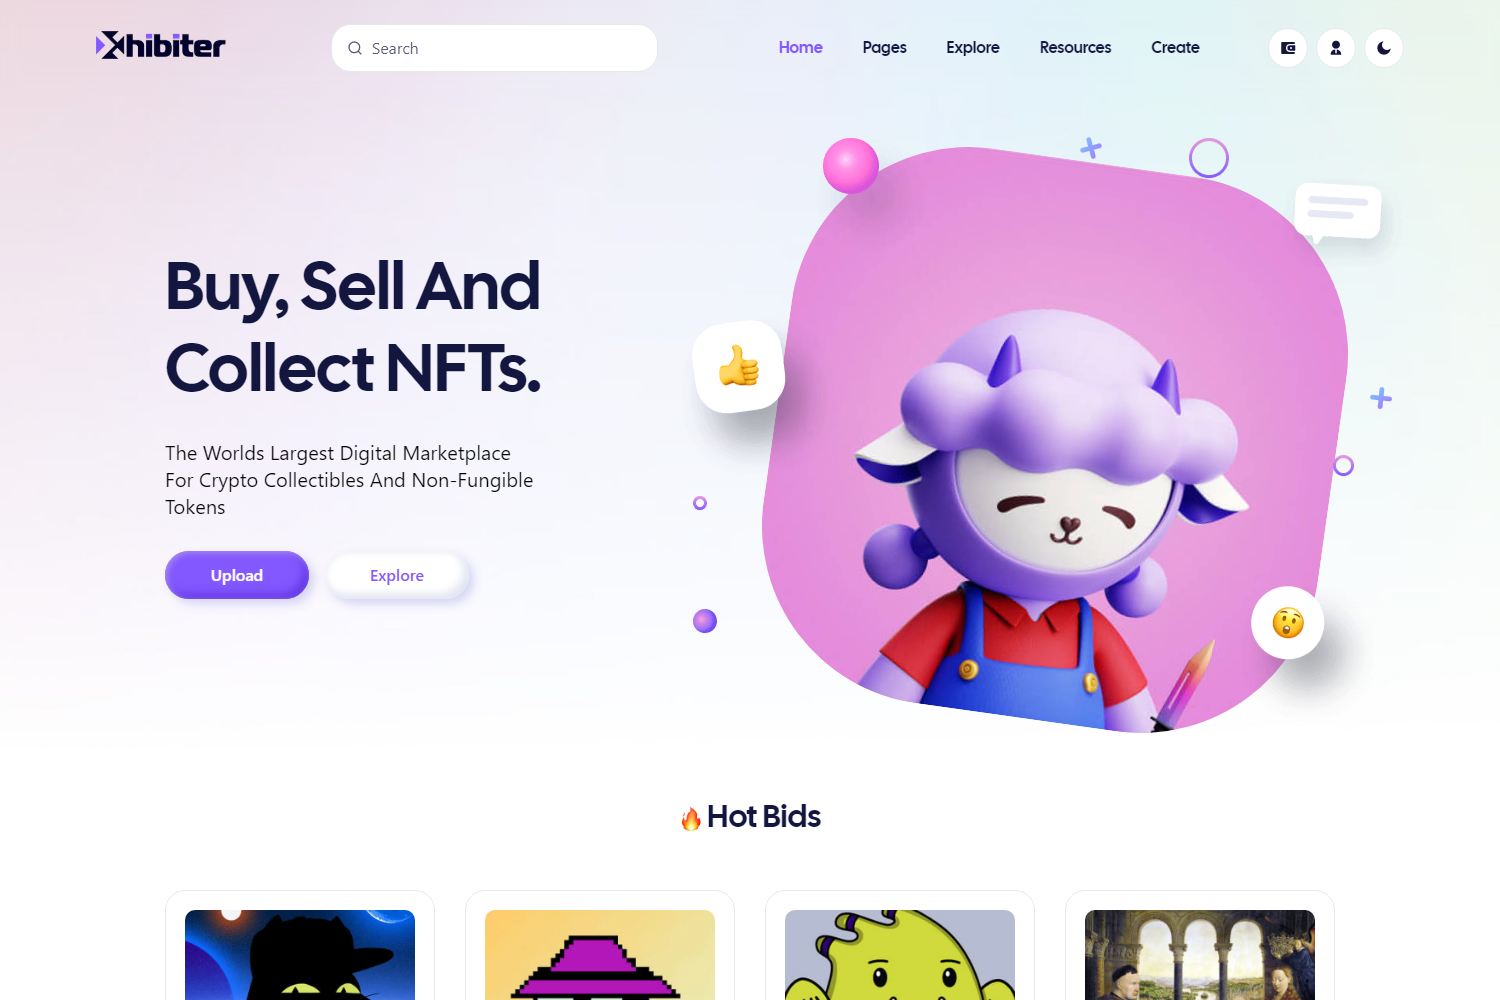 Xhibiter
Search
Home
Pages
Explore
Resources
Create
Buy, Sell And
Collect NFTs.
The Worlds Largest Digital Marketplace
For Crypto Collectibles And Non-Fungible
Tokens
Upload
Explore
Hot Bids